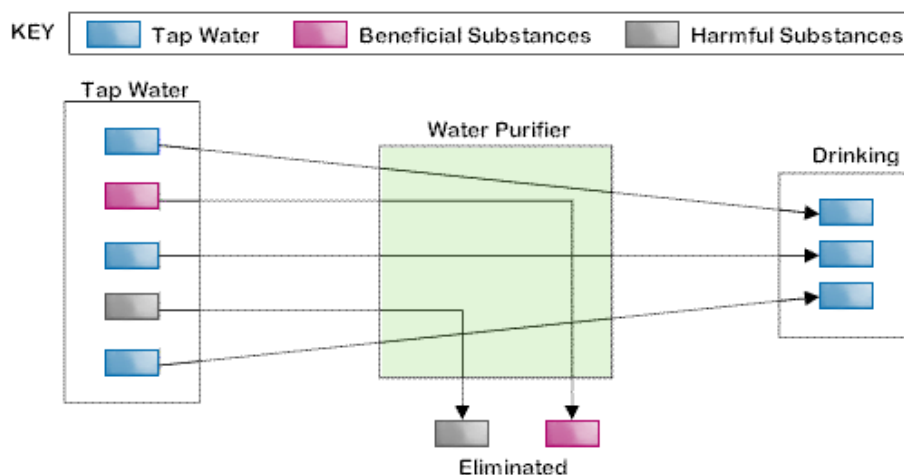 KEY Tap Water Beneficial Substances Harmful Substances
Tap Water
Water Purifier
Drinking
Eliminated